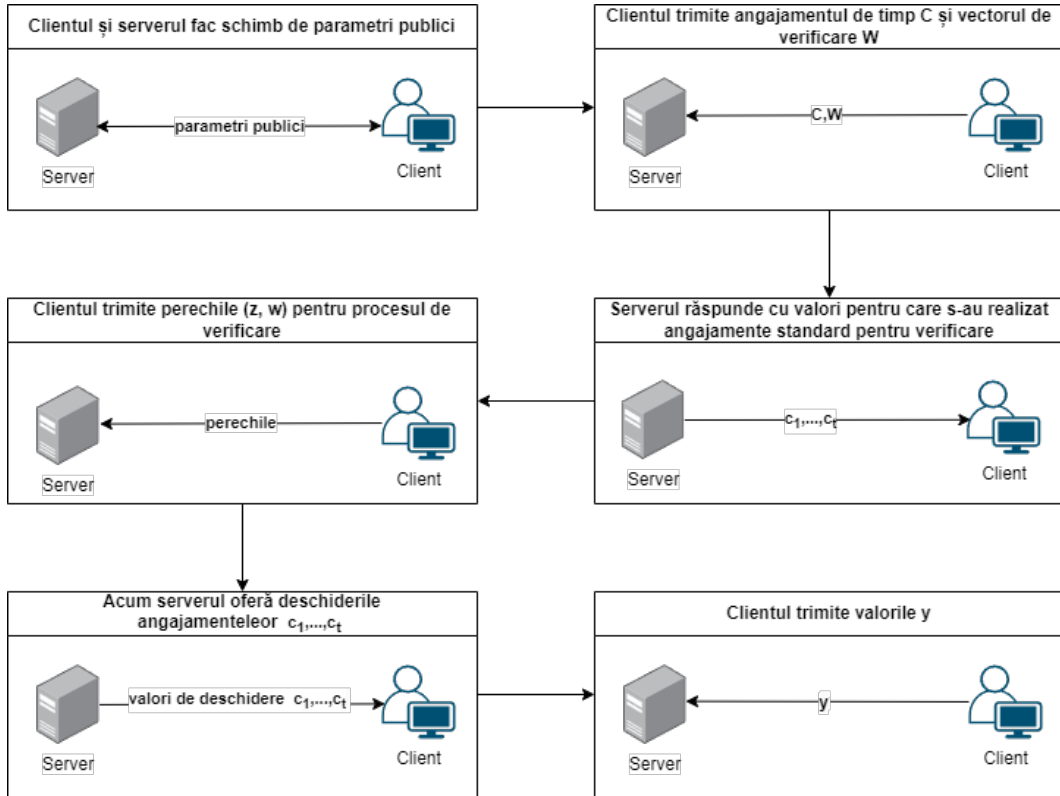 Clientul și serverul fac schimb de parametri publici
parametri publici
Server
Client
Clientul trimite angajamentul de timp C și vectorul de
verificare W
C,W
Server
Client
Serverul răspunde cu valori pentru care s-au realizat
angajamente standard pentru verificare
c₁,...,cₜ
Server
Client
Clientul trimite perechile (z, w) pentru procesul de
verificare
perechile
Server
Client
Acum serverul oferă deschiderile
angajamenteleor c₁,...,cₜ
valori de deschidere c₁,...,cₜ
Server
Client
Clientul trimite valorile y
y
Server
Client